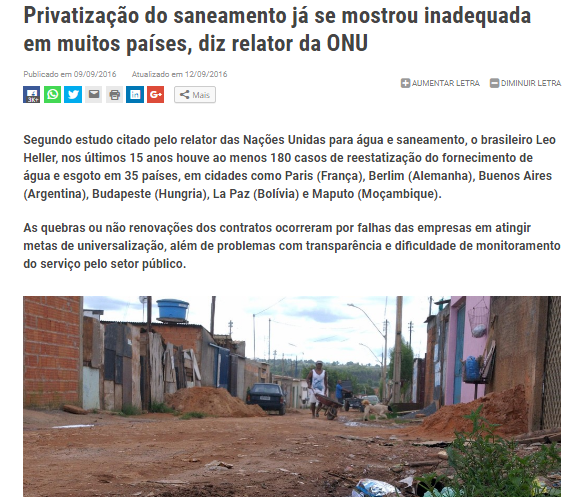 Privatização do saneamento já se mostrou inadequada
em muitos países, diz relator da ONU
Publicado em 09/09/2016 Atualizado em 12/09/2016
AUMENTAR LETRA DIMINUIR LETRA
3K+
Mais
Segundo estudo citado pelo relator das Nações Unidas para água e saneamento, o brasileiro Leo
Heller, nos últimos 15 anos houve ao menos 180 casos de reestatização do fornecimento de
água e esgoto em 35 países, em cidades como Paris (França), Berlim (Alemanha), Buenos Aires
(Argentina), Budapeste (Hungria), La Paz (Bolívia) e Maputo (Moçambique).
As quebras ou não renovações dos contratos ocorreram por falhas das empresas em atingir
metas de universalização, além de problemas com transparência e dificuldade de monitoramento
do serviço pelo setor público.